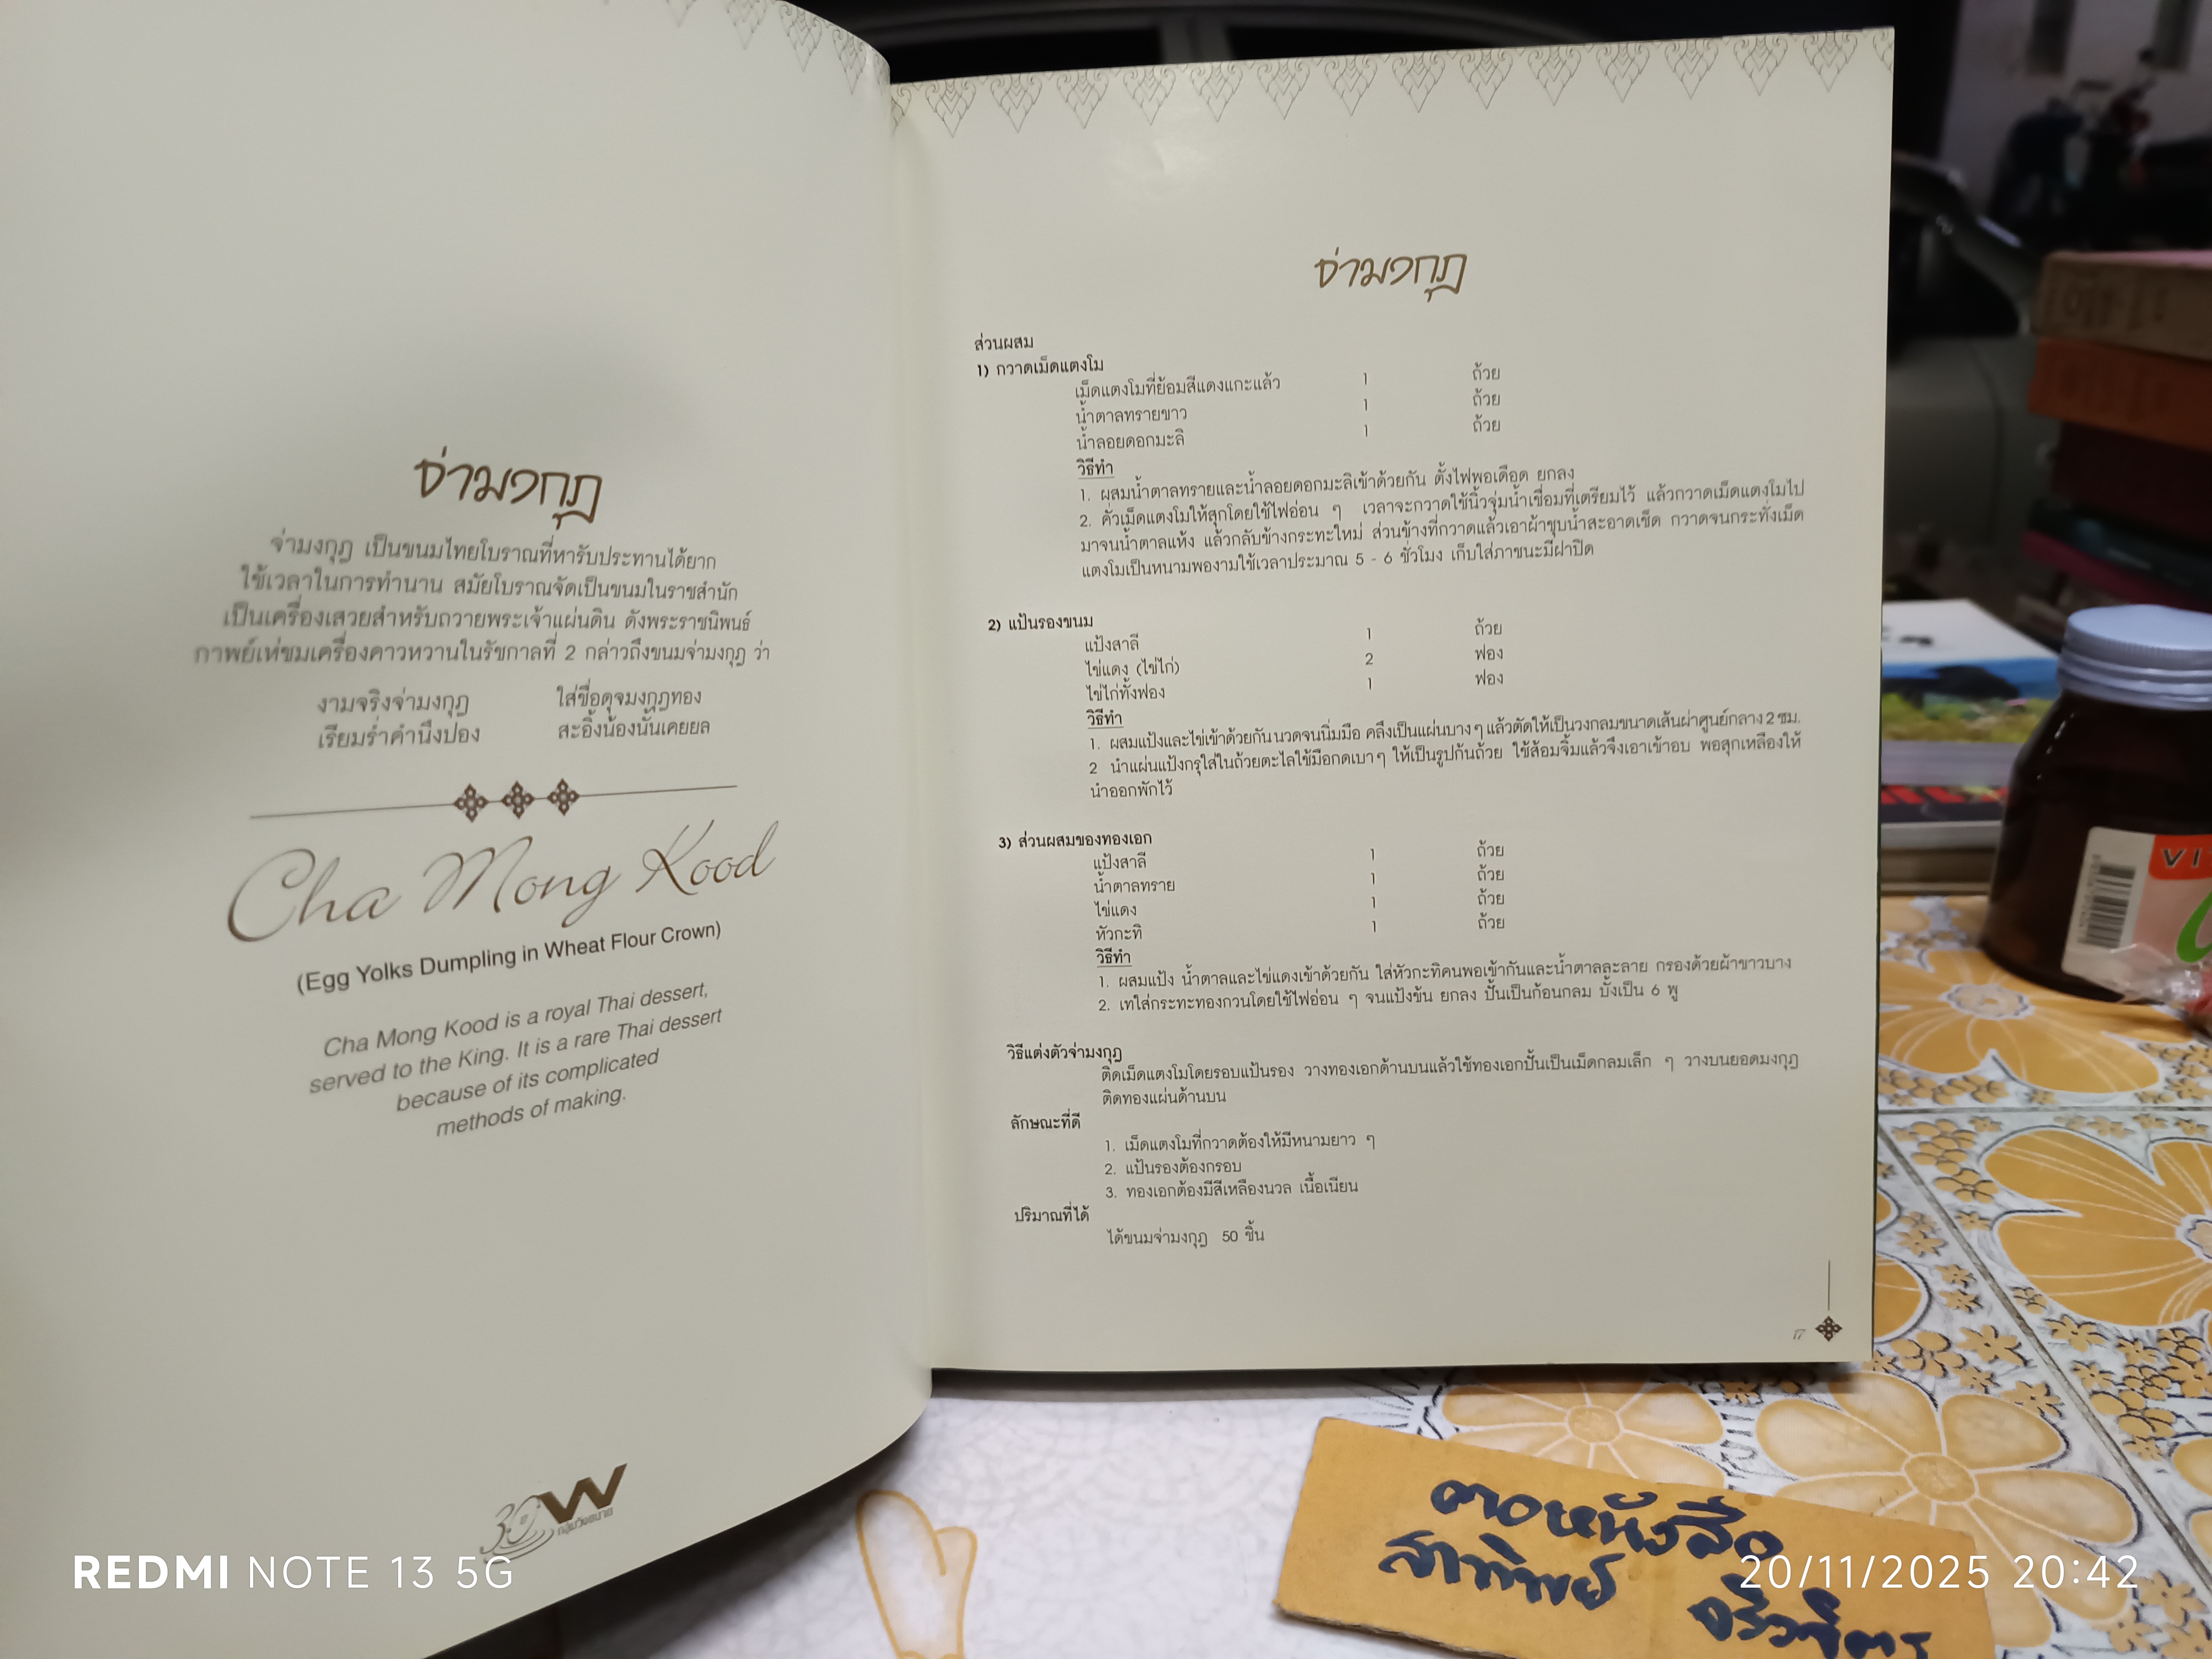 จ่ามงกุฎ
จ่ามงกุฎ เป็นขนมไทยโบราณที่หารับประทานได้ยาก
ใช้เวลาในการทำนาน สมัยโบราณจัดเป็นขนมในราชสำนัก
เป็นเครื่องเสวยสำหรับถวายพระเจ้าแผ่นดิน ดังพระราชนิพนธ์
กาพย์เห่ชมเครื่องคาวหวานในรัชกาลที่ 2 กล่าวถึงขนมจ่ามงกุฎ ว่า
งามจริงจ่ามงกุฎ ใส่ชื่อดุจมงกุฎทอง
เรียมร่ำคำนึงปอง สะอิ้งน้องนั้นเคยยล
Cha Mong Kood
(Egg Yolks Dumpling in Wheat Flour Crown)
Cha Mong Kood is a royal Thai dessert,
served to the King. It is a rare Thai dessert
because of its complicated
methods of making.
30 W
จ่ามงกุฎ
ส่วนผสม
1) กวาดเม็ดแตงโม
เม็ดแตงโมที่ย้อมสีแดงแกะแล้ว 1 ถ้วย
น้ำตาลทรายขาว 1 ถ้วย
น้ำลอยดอกมะลิ 1 ถ้วย
วิธีทำ
1. ผสมน้ำตาลทรายและน้ำลอยดอกมะลิเข้าด้วยกัน ตั้งไฟพอเดือด ยกลง
2. คั่วเม็ดแตงโมให้สุกโดยใช้ไฟอ่อน ๆ เวลาจะกวาดใช้นิ้วจุ่มน้ำเชื่อมที่เตรียมไว้ แล้วกวาดเม็ดแตงโมไป
มาจนน้ำตาลแห้ง แล้วกลับข้างกระทะใหม่ ส่วนข้างที่กวาดแล้วเอาผ้าชุบน้ำสะอาดเช็ด กวาดจนกระทั่งเม็ด
แตงโมเป็นหนามพองามใช้เวลาประมาณ 5 - 6 ชั่วโมง เก็บใส่ภาชนะมีฝาปิด
2) แป้นรองขนม
แป้งสาลี 1 ถ้วย
ไข่แดง (ไข่ไก่) 2 ฟอง
ไข่ไก่ทั้งฟอง 1 ฟอง
วิธีทำ
1. ผสมแป้งและไข่เข้าด้วยกัน นวดจนนิ่มมือ คลึงเป็นแผ่นบาง ๆ แล้วตัดให้เป็นวงกลมขนาดเส้นผ่าศูนย์กลาง 2 ซม.
2 นำแผ่นแป้งกรุใส่ในถ้วยตะไลใช้มือกดเบา ๆ ให้เป็นรูปก้นถ้วย ใช้ส้อมจิ้มแล้วจึงเอาเข้าอบ พอสุกเหลืองให้
นำออกพักไว้
3) ส่วนผสมของทองเอก
แป้งสาลี 1 ถ้วย
น้ำตาลทราย 1 ถ้วย
ไข่แดง 1 ถ้วย
หัวกะทิ 1 ถ้วย
วิธีทำ
1. ผสมแป้ง น้ำตาลและไข่แดงเข้าด้วยกัน ใส่หัวกะทิคนพอเข้ากันและน้ำตาลละลาย กรองด้วยผ้าขาวบาง
2. เทใส่กระทะทองกวนโดยใช้ไฟอ่อน ๆ จนแป้งข้น ยกลง ปั้นเป็นก้อนกลม บั้งเป็น 6 พู
วิธีแต่งตัวจ่ามงกุฎ
ติดเม็ดแตงโมโดยรอบแป้นรอง วางทองเอกด้านบนแล้วใช้ทองเอกปั้นเป็นเม็ดกลมเล็ก ๆ วางบนยอดมงกุฎ
ติดทองแผ่นด้านบน
ลักษณะที่ดี
1. เม็ดแตงโมที่กวาดต้องให้มีหนามยาว ๆ
2. แป้นรองต้องกรอบ
3. ทองเอกต้องมีสีเหลืองนวล เนื้อเนียน
ปริมาณที่ได้
ได้ขนมจ่ามงกุฎ 50 ชิ้น
17
VI
REDMI NOTE 13 5G
20/11/2025 20:42